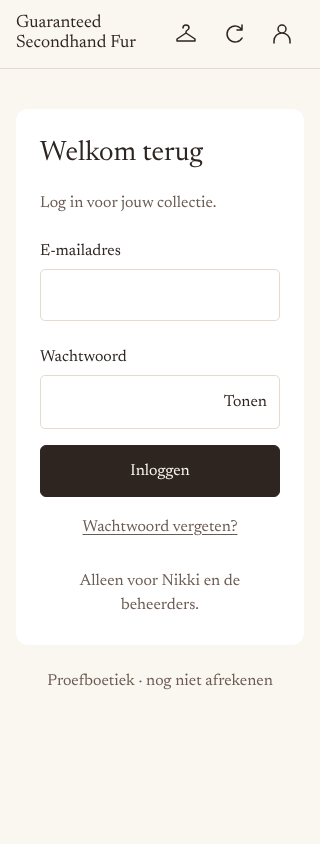 Guaranteed
Secondhand Fur
Welkom terug
Log in voor jouw collectie.
E-mailadres
Wachtwoord
Tonen
Inloggen
Wachtwoord vergeten?
Alleen voor Nikki en de
beheerders.
Proefboetiek · nog niet afrekenen